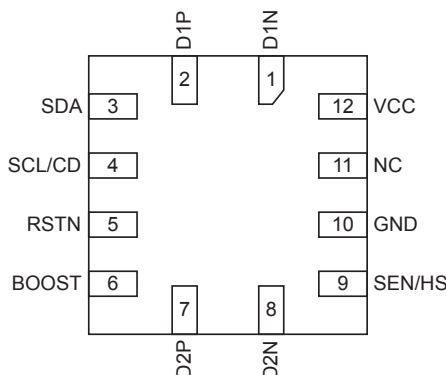 D1P
D1N
2
1
SDA
3
12
VCC
SCL/CD
4
11
NC
RSTN
5
10
GND
BOOST
6
9
SEN/HS
7
8
D2P
D2N